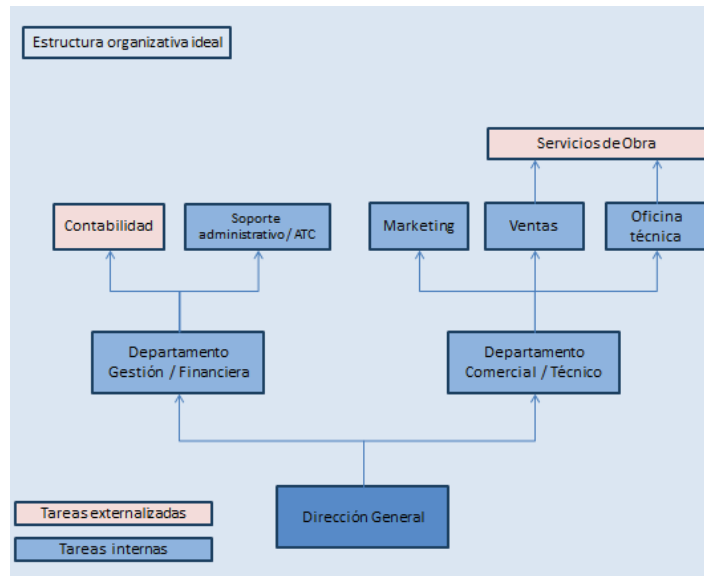 Estructura organizativa ideal
Servicios de Obra
Contabilidad
Soporte
administrativo / ATC
Marketing
Ventas
Oficina
técnica
Departamento
Gestión / Financiera
Departamento
Comercial / Técnico
Dirección General
Tareas externalizadas
Tareas internas